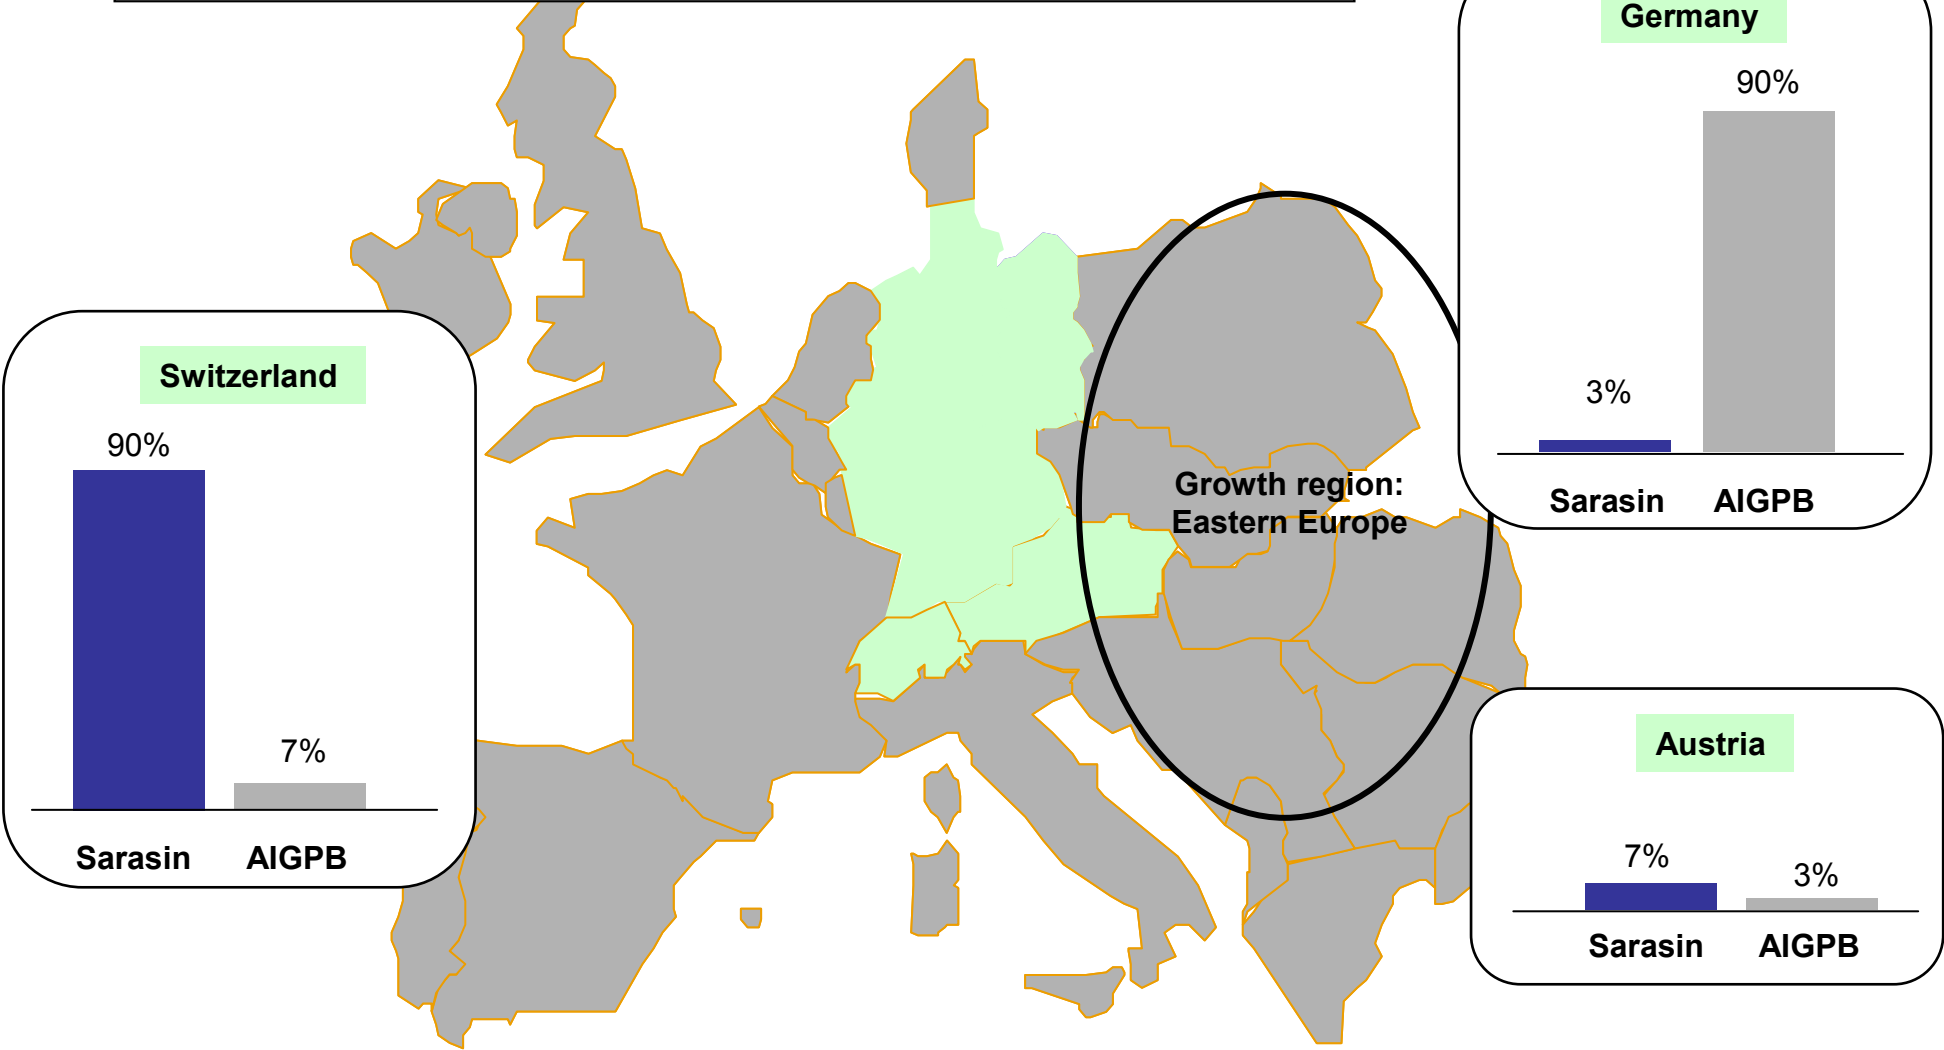 Germany
90%
3%
Sarasin AIGPB
Switzerland
90%
7%
Sarasin AIGPB
Growth region:
Eastern Europe
Austria
7%
3%
Sarasin AIGPB